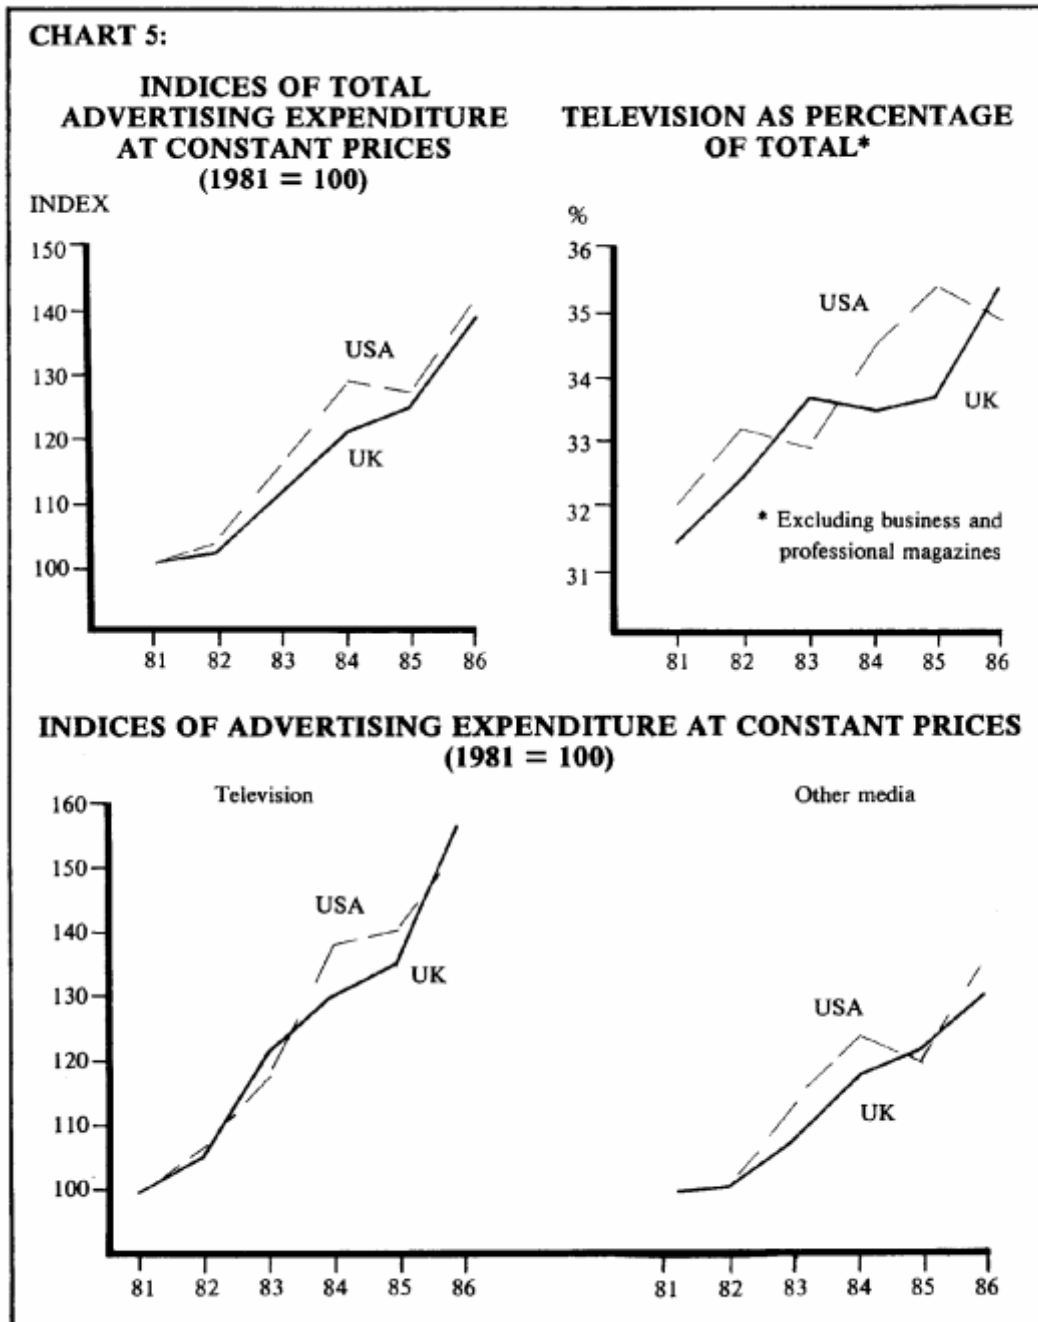 CHART 5:
INDICES OF TOTAL
ADVERTISING EXPENDITURE
AT CONSTANT PRICES
(1981 = 100)
INDEX
150
140
130
120
110
100
USA
UK
81 82 83 84 85 86
TELEVISION AS PERCENTAGE
OF TOTAL*
%
36
35
34
33
32
31
USA
UK
* Excluding business and
professional magazines
81 82 83 84 85 86
INDICES OF ADVERTISING EXPENDITURE AT CONSTANT PRICES
(1981 = 100)
Television
160
150
140
130
120
110
100
USA
UK
81 82 83 84 85 86
Other media
USA
UK
81 82 83 84 85 86